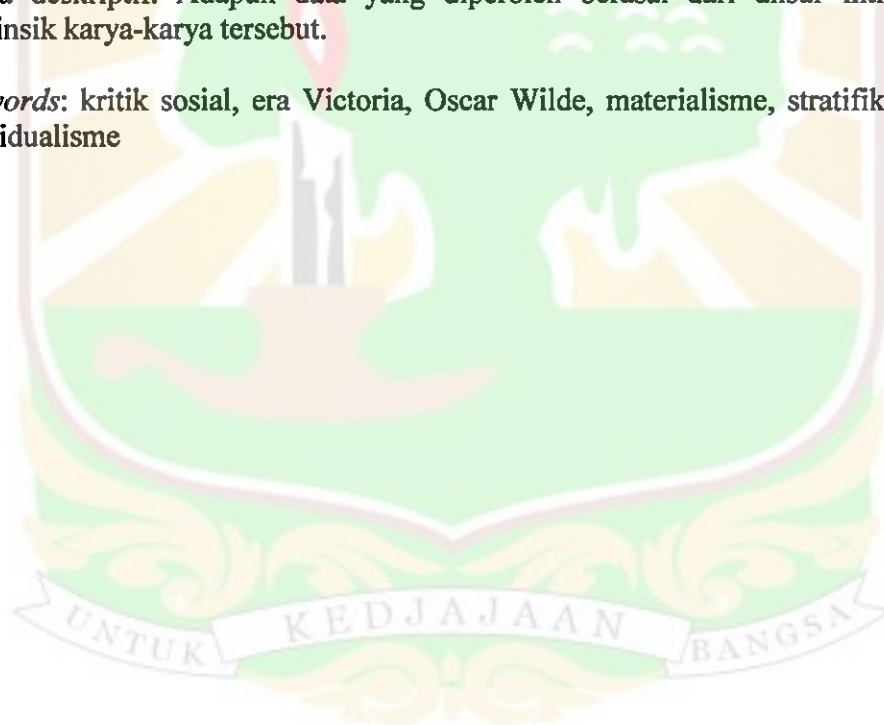 deskriptif. Adapun data yang diperoleh berasal dari unsur
insik karya-karya tersebut.
words: kritik sosial, era Victoria, Oscar Wilde, materialisme, stratifik
idualisme
UNTUK KEDJAJAAN BANGSA